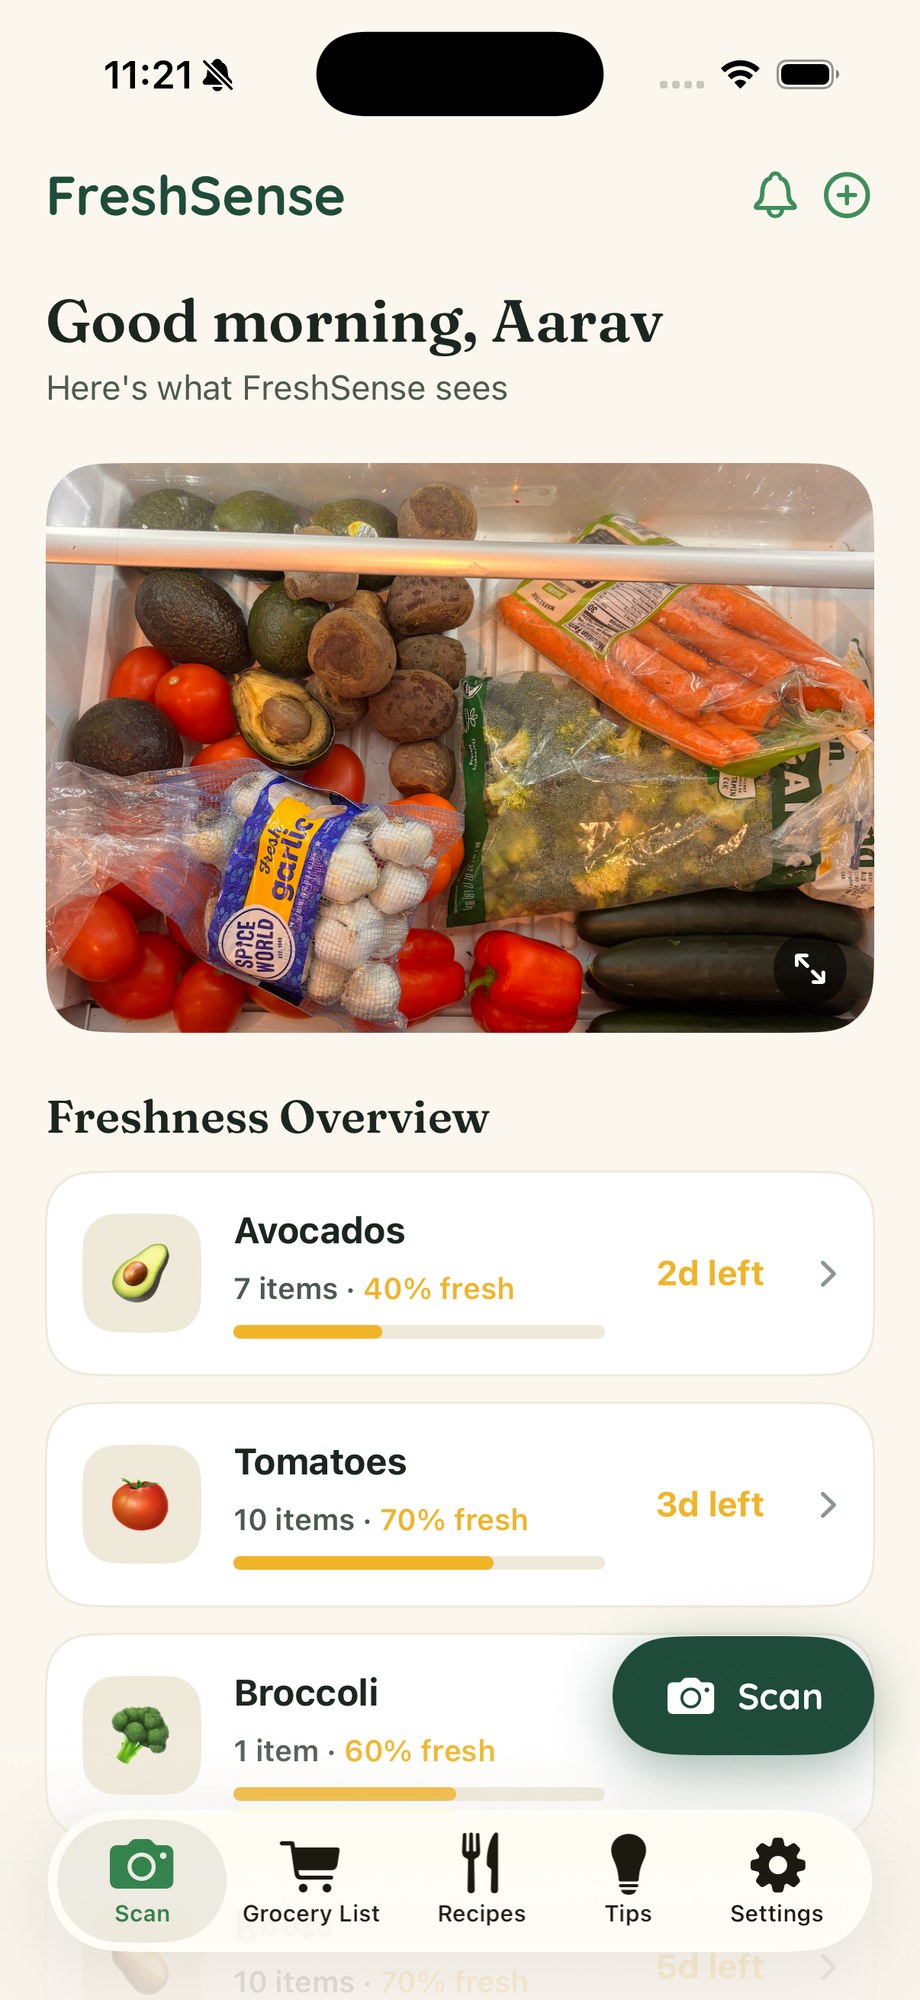 11:21
FreshSense
Good morning, Aarav
Here's what FreshSense sees
Fresh
garlic
SPICE
WORLD
Freshness Overview
Avocados
7 items · 40% fresh
2d left
Tomatoes
10 items · 70% fresh
3d left
Broccoli
1 item · 60% fresh
Scan
Scan
Grocery List
Recipes
Tips
Settings
10 items · 70% fresh
5d left